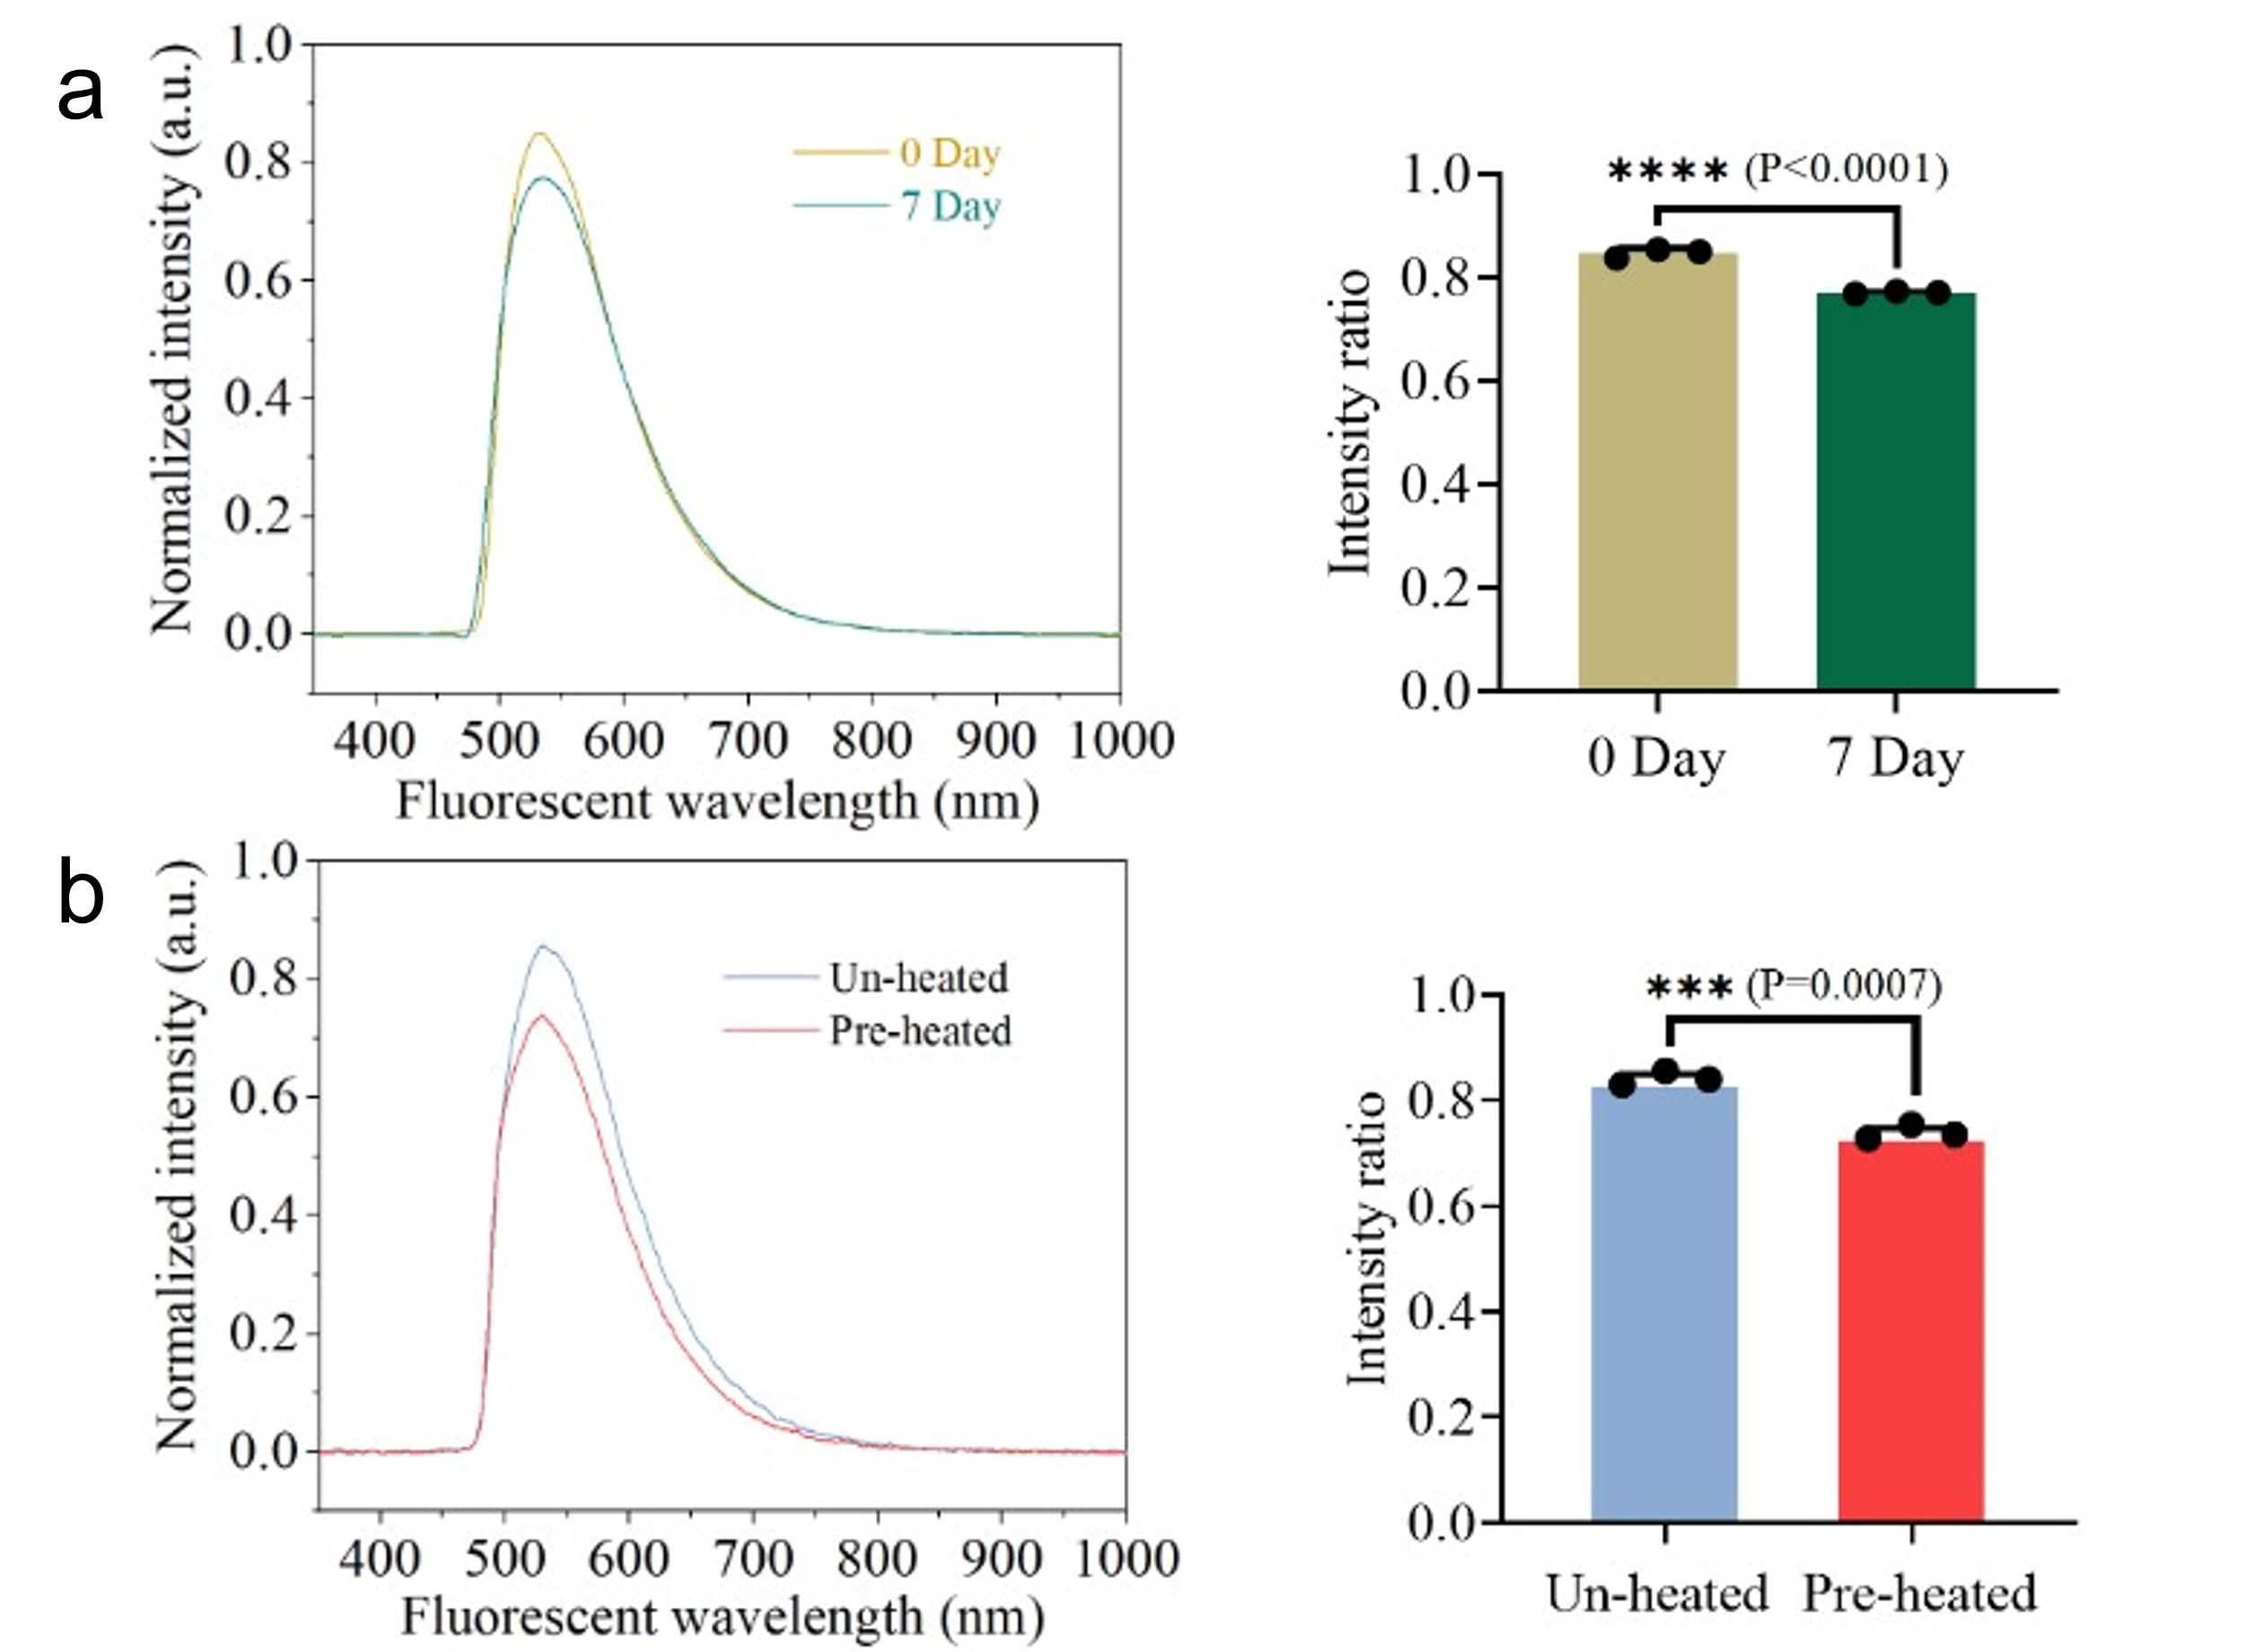 a
Normalized intensity (a.u.)
1.0
0.8
0.6
0.4
0.2
0.0
0 Day
7 Day
400 500 600 700 800 900 1000
Fluorescent wavelength (nm)
Intensity ratio
1.0
0.8
0.6
0.4
0.2
0.0
**** (P<0.0001)
0 Day 7 Day
b
Normalized intensity (a.u.)
1.0
0.8
0.6
0.4
0.2
0.0
Un-heated
Pre-heated
400 500 600 700 800 900 1000
Fluorescent wavelength (nm)
Intensity ratio
1.0
0.8
0.6
0.4
0.2
0.0
*** (P=0.0007)
Un-heated Pre-heated